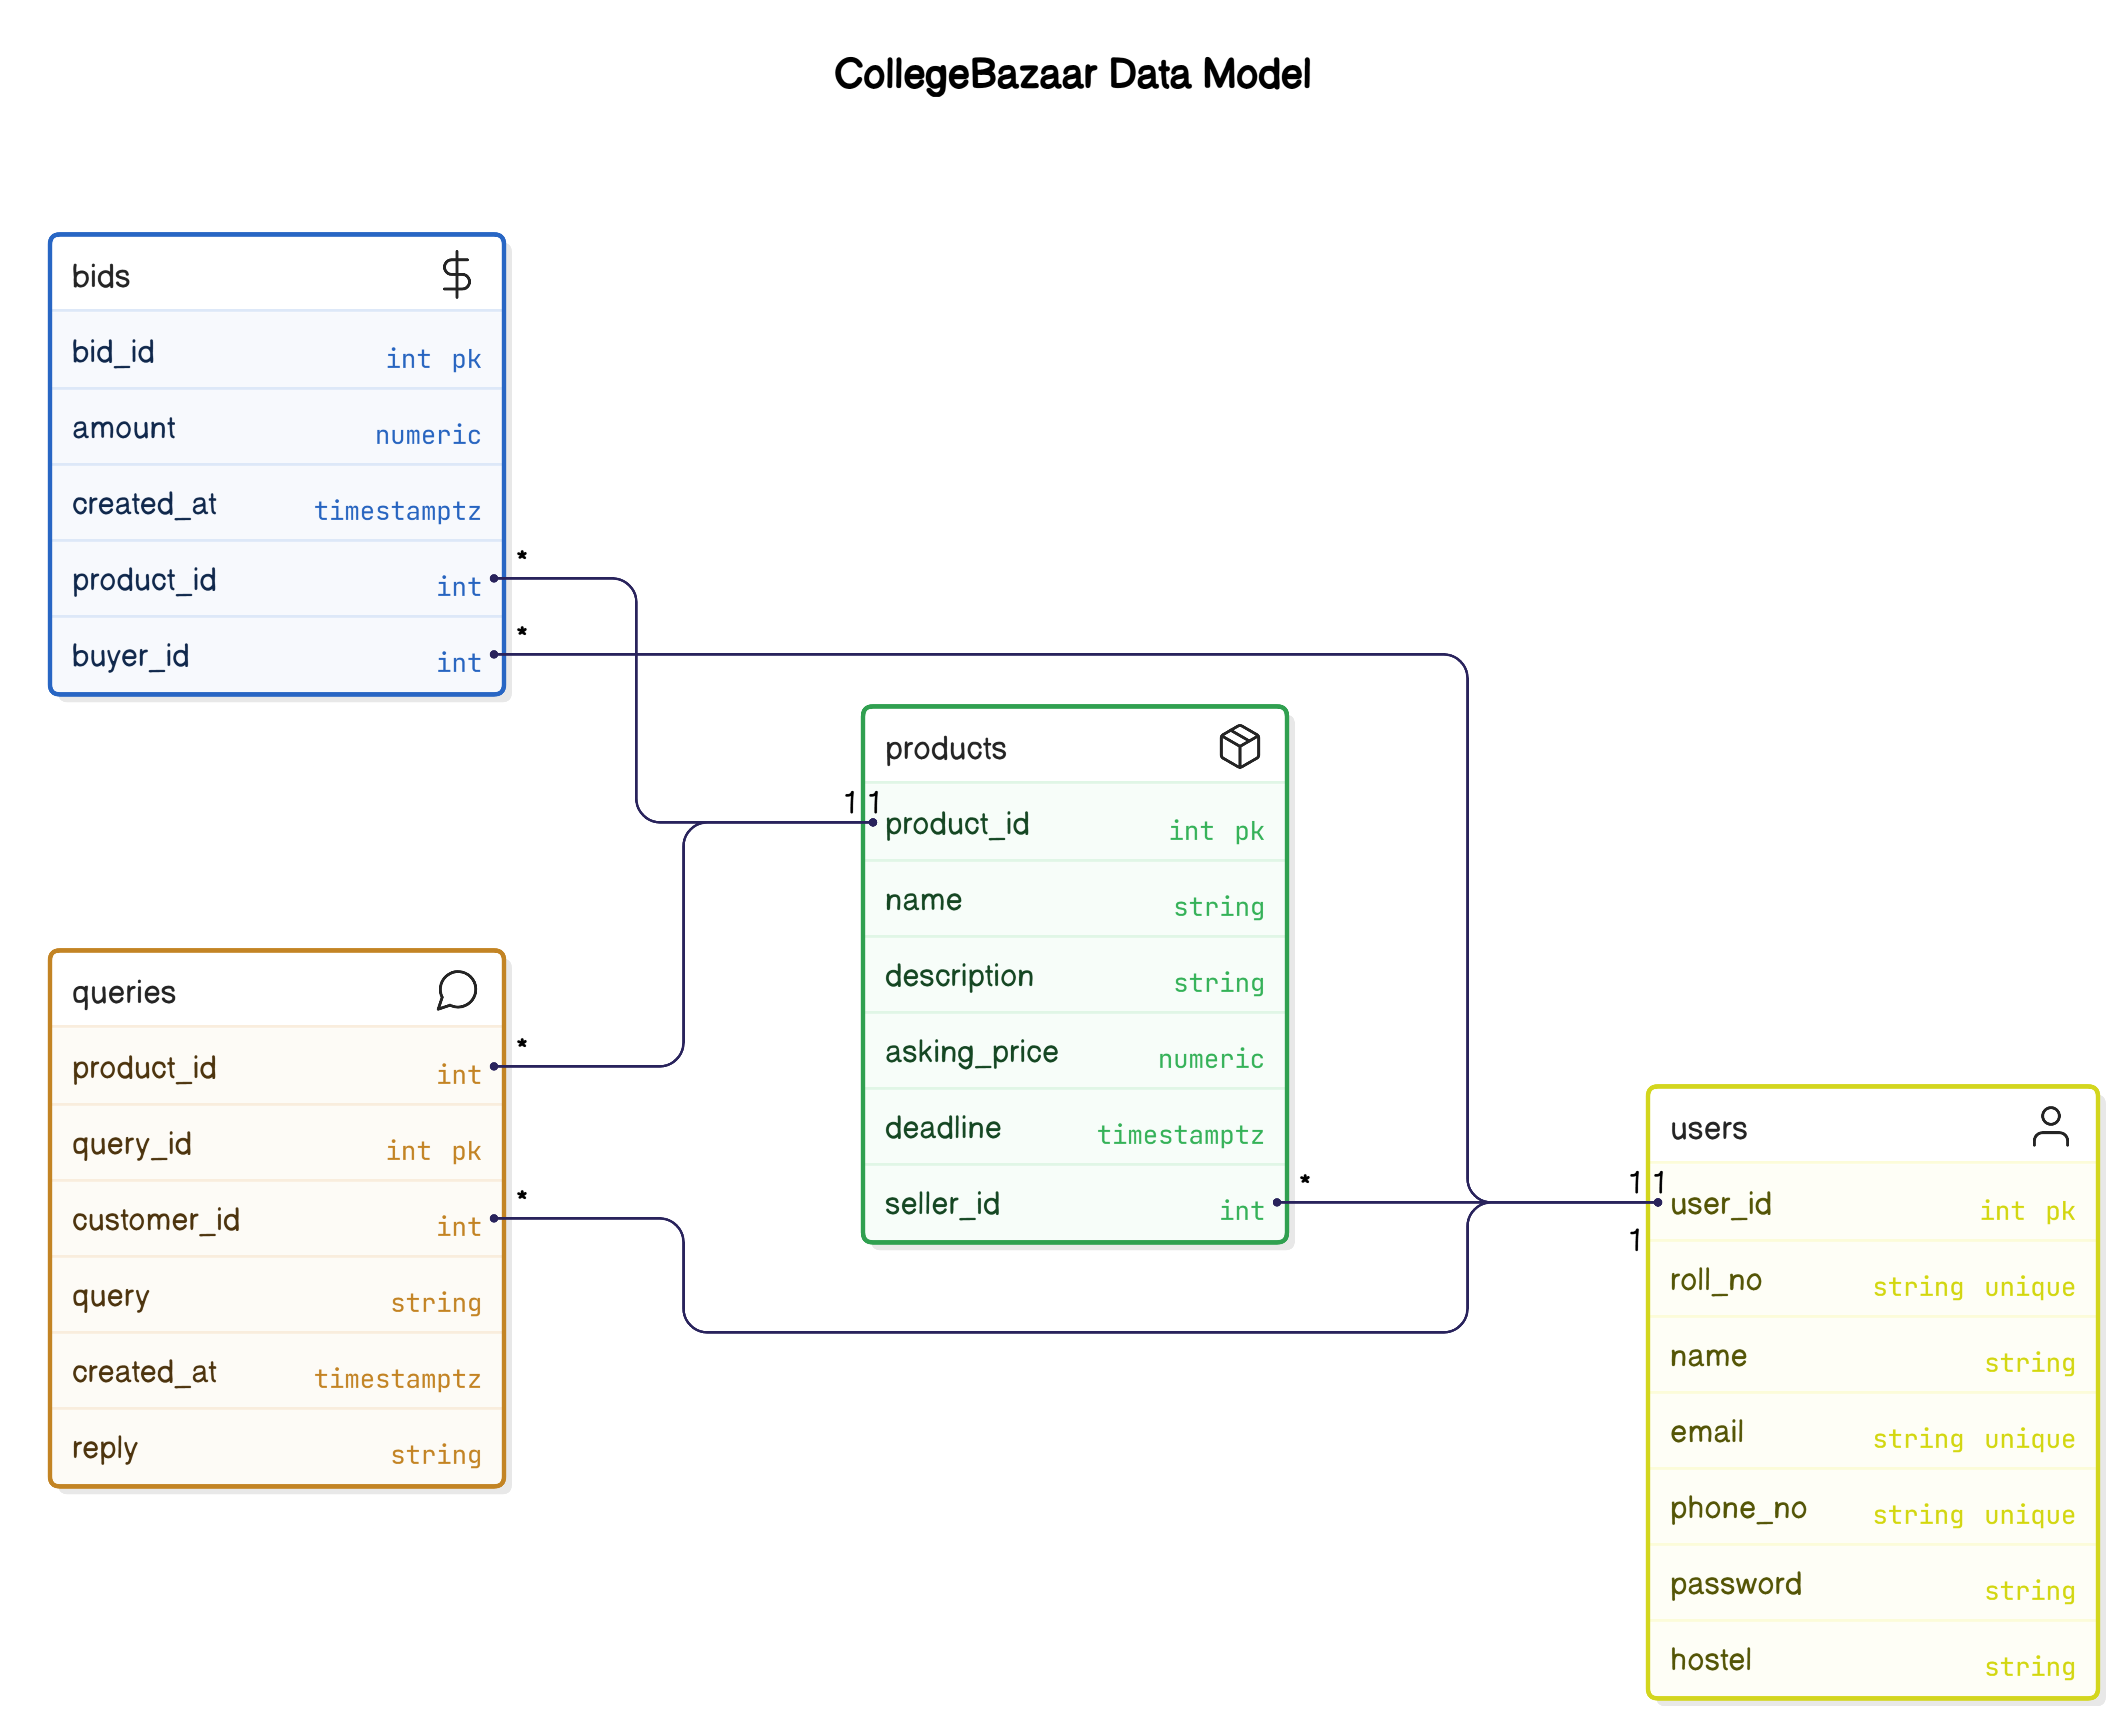 CollegeBazaar Data Model
bids
bid_id int pk
amount numeric
created_at timestamptz
product_id int *
buyer_id int *
products
1 1
product_id int pk
name string
description string
asking_price numeric
deadline timestamptz
seller_id int *
queries
product_id int *
query_id int pk
customer_id int *
query string
created_at timestamptz
reply string
users
1 1
user_id int pk
1
roll_no string unique
name string
email string unique
phone_no string unique
password string
hostel string